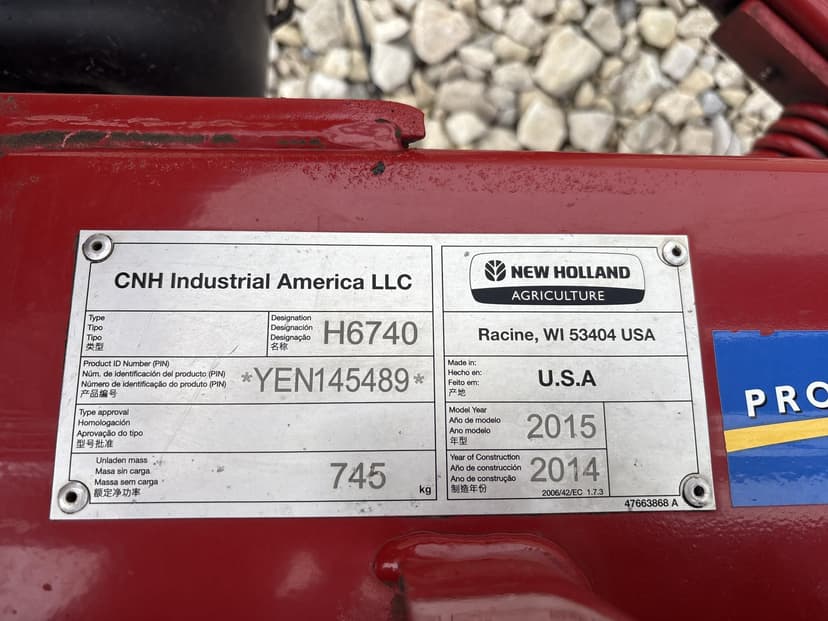 CNH Industrial America LLC
Type
Tipo
Tipo
类型
Designation
Designación
Designação
名称
H6740
Product ID Number (PIN)
Núm. de identificación del producto (PIN)
Número de identificação do produto (PIN)
产品编号
*YEN145489*
Type approval
Homologación
Aprovação do tipo
型号批准
Unladen mass
Masa sin carga
Massa sem carga
额定净功率
745
kg
NEW HOLLAND
AGRICULTURE
Racine, WI 53404 USA
Made in:
Hecho en:
Feito em:
产地
U.S.A
Model Year
Año de modelo
Ano modelo
年型
2015
Year of Construction
Año de construcción
Ano de construção
制造年份
2014
2006/42/EC 1.7.3
47663868 A
PRO